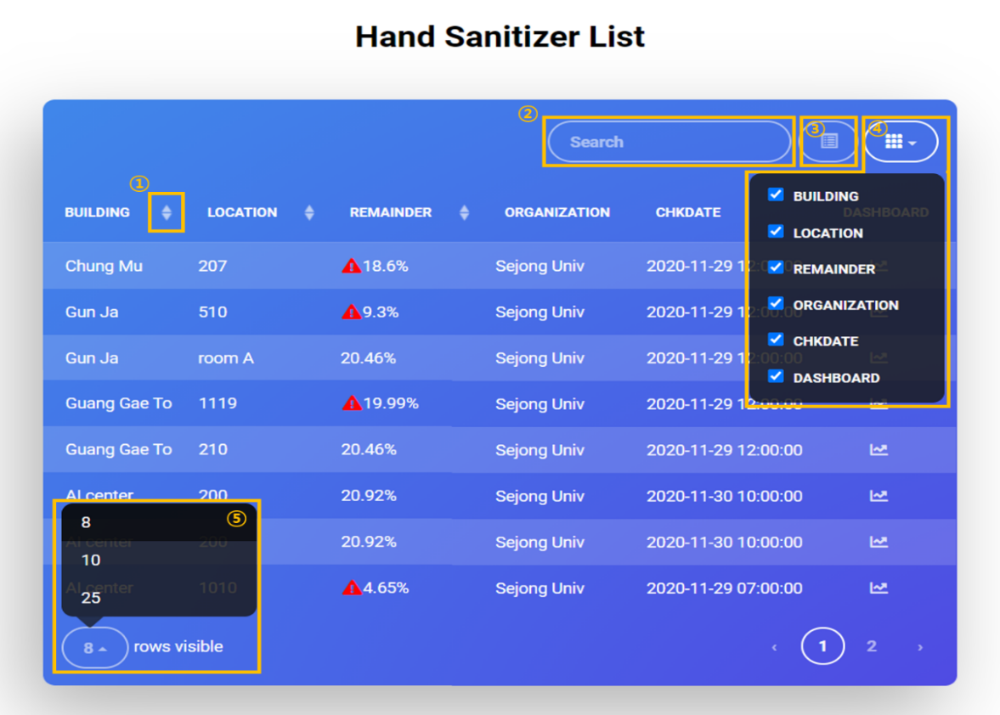 Hand Sanitizer List
②
Search
③
④
①
BUILDING LOCATION REMAINDER ORGANIZATION CHKDATE DASHBOARD
BUILDING
LOCATION
REMAINDER
ORGANIZATION
CHKDATE
DASHBOARD
Chung Mu 207 18.6% Sejong Univ 2020-11-29 12:00:00
Gun Ja 510 9.3% Sejong Univ 2020-11-29 12:00:00
Gun Ja room A 20.46% Sejong Univ 2020-11-29 12:00:00
Guang Gae To 1119 19.99% Sejong Univ 2020-11-29 12:00:00
Guang Gae To 210 20.46% Sejong Univ 2020-11-29 12:00:00
AI center 200 20.92% Sejong Univ 2020-11-30 10:00:00
AI center 200 20.92% Sejong Univ 2020-11-30 10:00:00
AI center 1010 4.65% Sejong Univ 2020-11-29 07:00:00
⑤
8
10
25
8 rows visible
‹ 1 2 ›